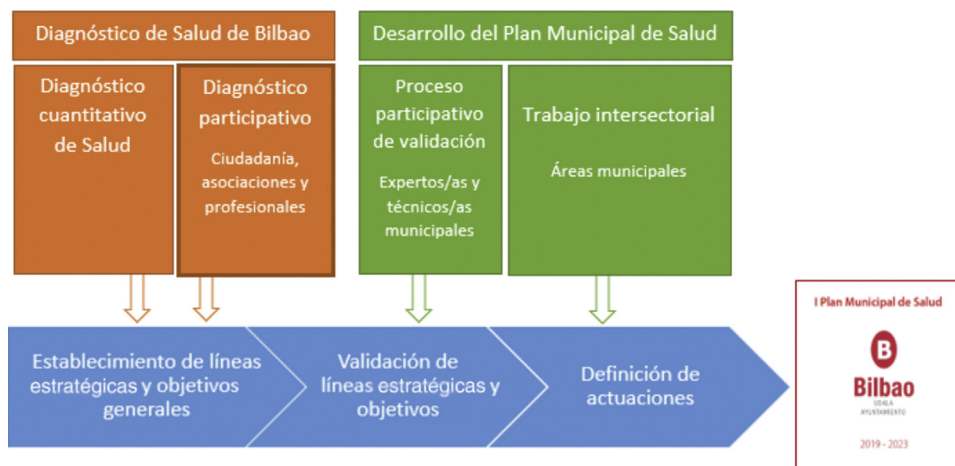 Diagnóstico de Salud de Bilbao
Diagnóstico
cuantitativo
de Salud
Diagnóstico
participativo
Ciudadanía,
asociaciones y
profesionales
Desarrollo del Plan Municipal de Salud
Proceso
participativo
de validación
Expertos/as y
técnicos/as
municipales
Trabajo intersectorial
Áreas municipales
Establecimiento de líneas
estratégicas y objetivos
generales
Validación de
líneas estratégicas y
objetivos
Definición de
actuaciones
I Plan Municipal de Salud
B
Bilbao
UDALA
AYUNTAMIENTO
2019 - 2023